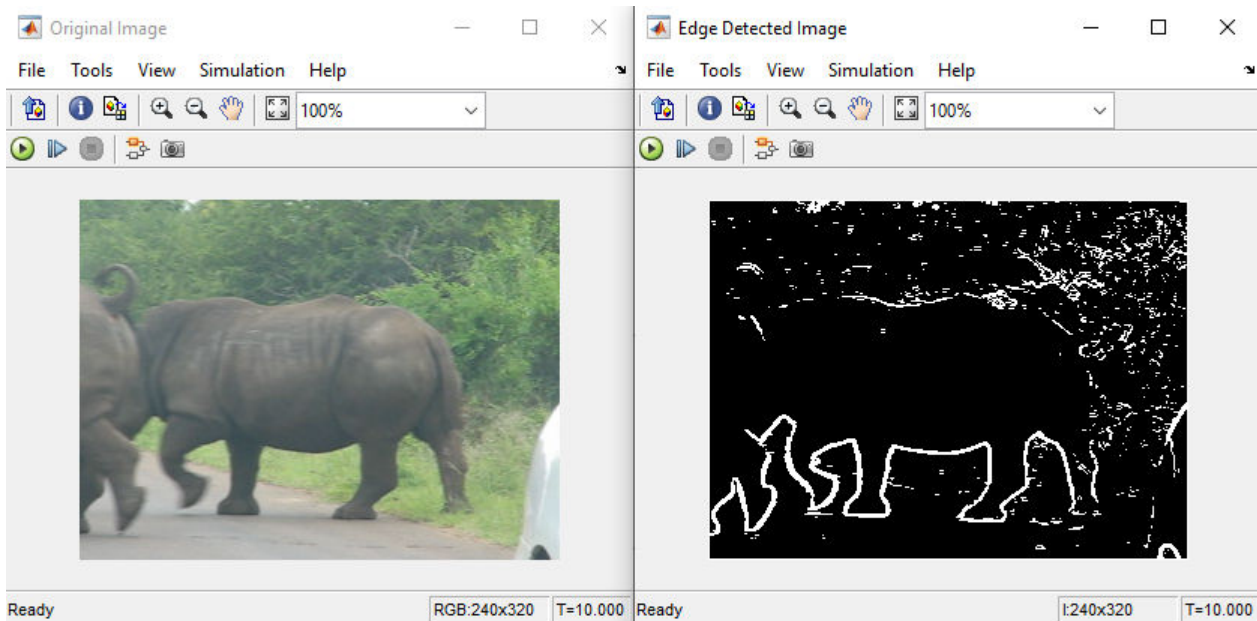 Original Image
File Tools View Simulation Help
100%
Ready RGB:240x320 T=10.000
Edge Detected Image
File Tools View Simulation Help
100%
Ready I:240x320 T=10.000